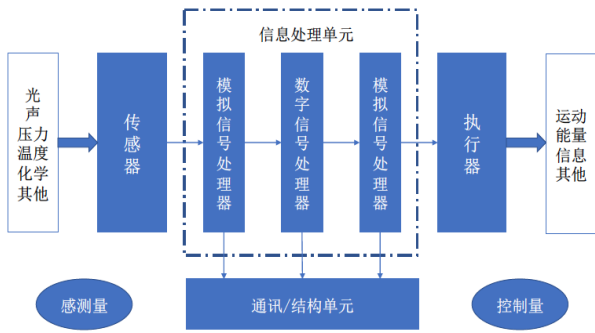 信息处理单元
光
声
压力
温度
化学
其他
传感器
模拟信号处理器
数字信号处理器
模拟信号处理器
执行器
运动
能量
信息
其他
感测量
通讯/结构单元
控制量